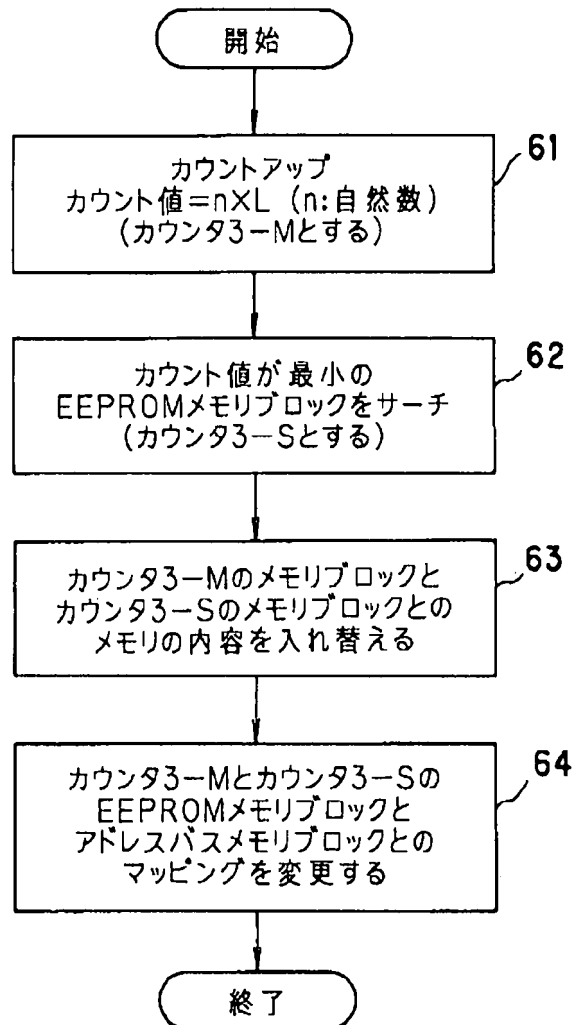 開始
61
カウントアップ
カウント値=n×L (n:自然数)
(カウンタ3−Mとする)
62
カウント値が最小の
EEPROMメモリブロックをサーチ
(カウンタ3−Sとする)
63
カウンタ3−Mのメモリブロックと
カウンタ3−Sのメモリブロックとの
メモリの内容を入れ替える
64
カウンタ3−Mとカウンタ3−Sの
EEPROMメモリブロックと
アドレスバスメモリブロックとの
マッピングを変更する
終了